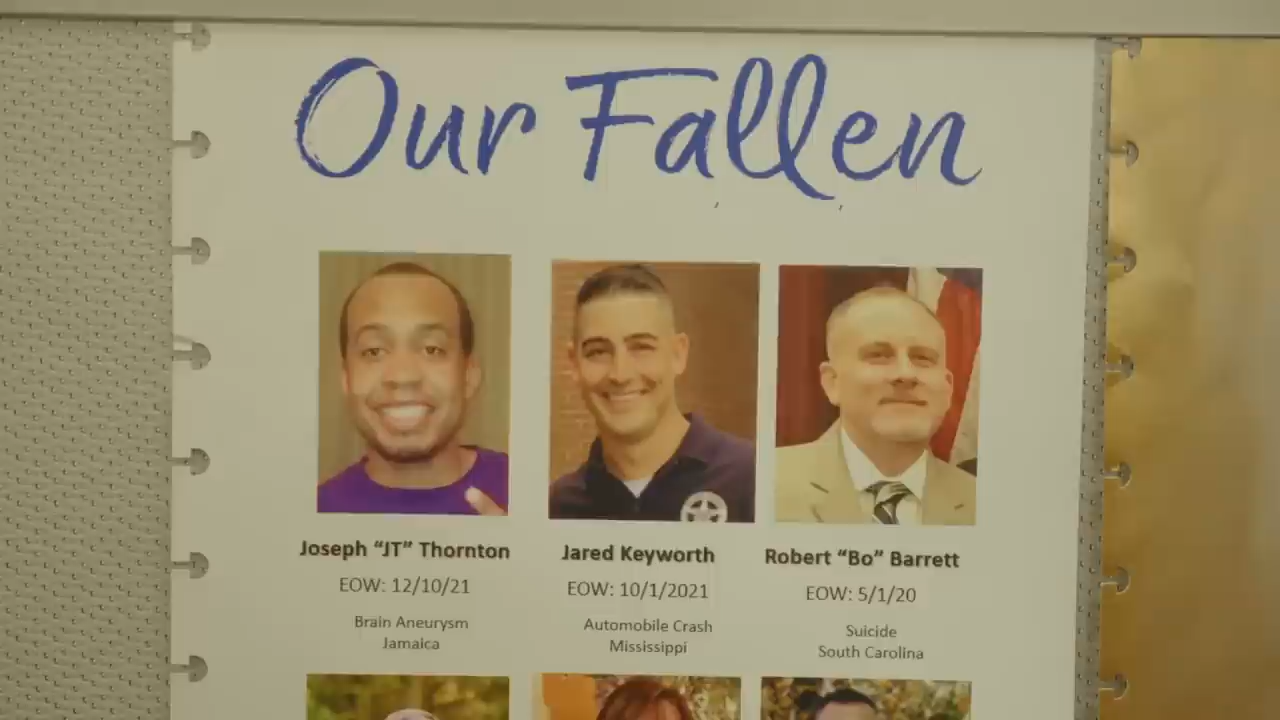 Our Fallen
Joseph “JT” Thornton
EOW: 12/10/21
Brain Aneurysm
Jamaica
Jared Keyworth
EOW: 10/1/2021
Automobile Crash
Mississippi
Robert “Bo” Barrett
EOW: 5/1/20
Suicide
South Carolina